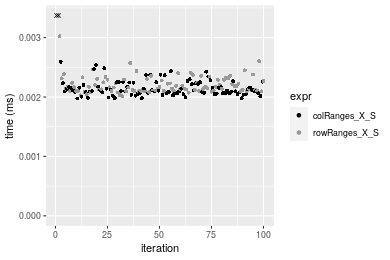 0.003
0.002
0.001
0.000
time (ms)
0
25
50
75
100
iteration
expr
colRanges_X_S
rowRanges_X_S